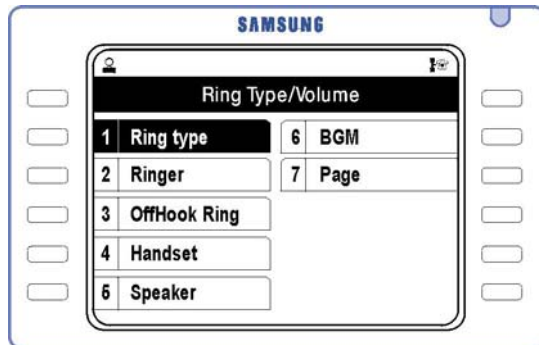 SAMSUNG
Ring Type/Volume
1 Ring type
2 Ringer
3 OffHook Ring
4 Handset
5 Speaker
6 BGM
7 Page